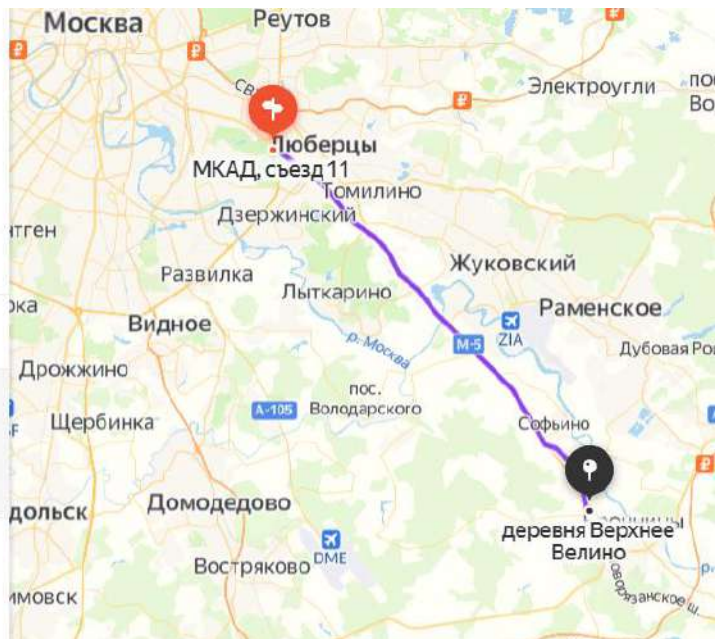 Москва
Реутов
Электроугли
Люберцы
МКАД, съезд 11
Томилино
Дзержинский
Развилка
Лыткарино
Жуковский
Видное
р. Москва
ZIA
Раменское
М-5
Дубовая
Дрожжино
пос.
Володарского
А-105
Щербинка
Софьино
Домодедово
DME
Востряково
деревня Верхнее
Велино